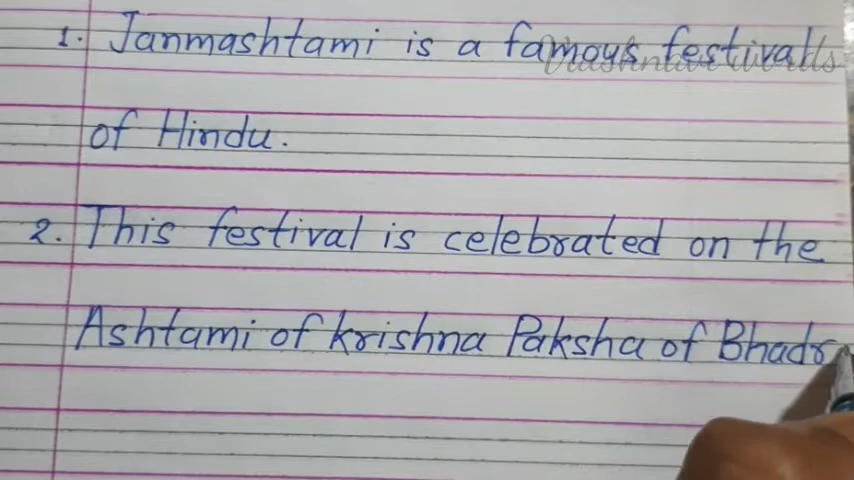 1. Janmashtami is a famous festival
of Hindu.
2. This festival is celebrated on the
Ashtami of krishna Paksha of Bhadr